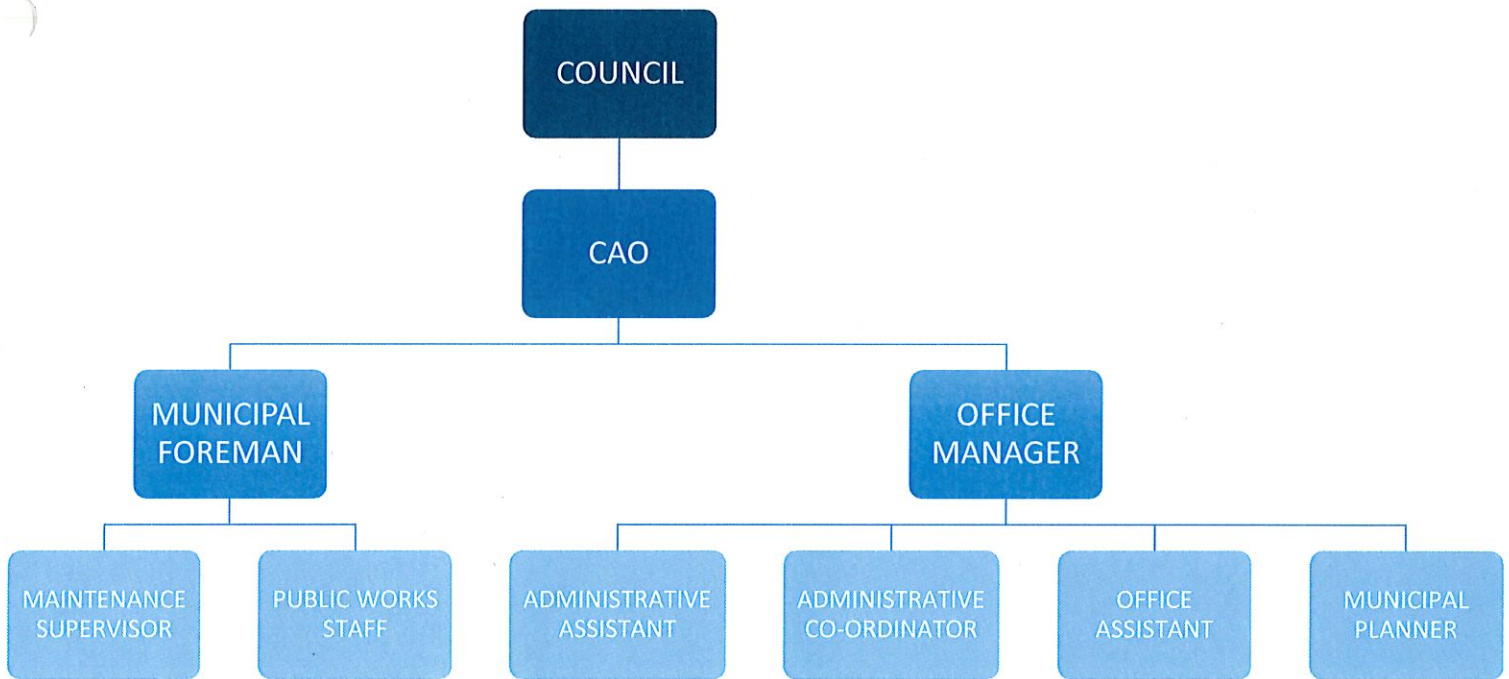 COUNCIL
CAO
MUNICIPAL
FOREMAN
OFFICE
MANAGER
MAINTENANCE
SUPERVISOR
PUBLIC WORKS
STAFF
ADMINISTRATIVE
ASSISTANT
ADMINISTRATIVE
CO-ORDINATOR
OFFICE
ASSISTANT
MUNICIPAL
PLANNER